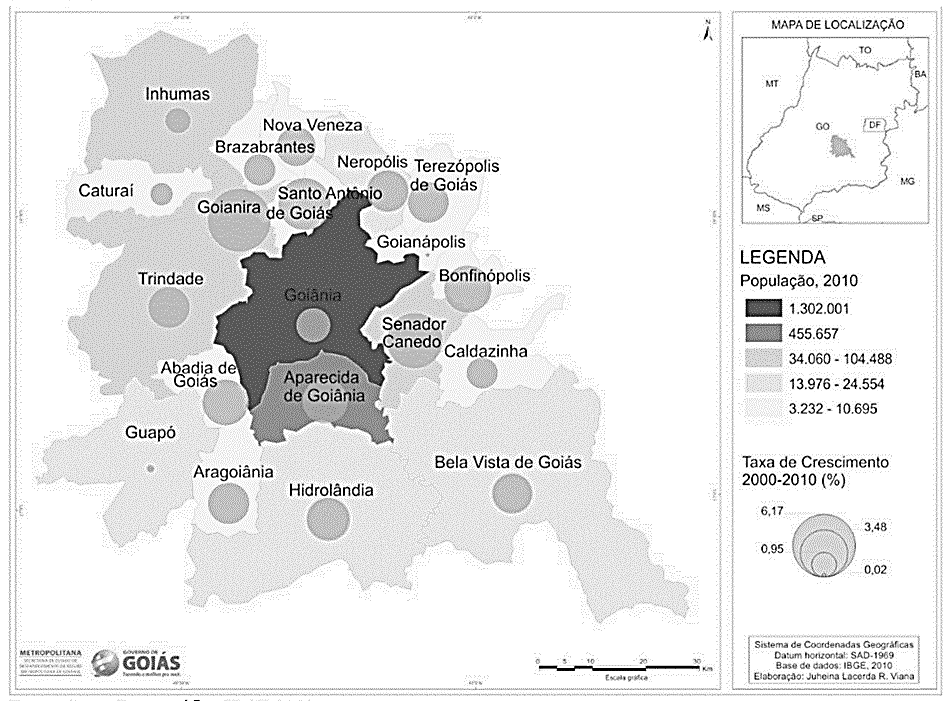 N
Inhumas
Nova Veneza
Brazabrantes
Neropólis
Terezópolis
de Goiás
Caturaí
Santo Antônio
de Goiás
Goianira
Goianápolis
Trindade
Bonfinópolis
Goiânia
Senador
Canedo
Caldazinha
Abadia de
Goiás
Aparecida
de Goiânia
Guapó
Aragoiânia
Bela Vista de Goiás
Hidrolândia
METROPOLITANA
GOVERNO DE
GOIÁS
0 5 10 20 30
Km
Escala gráfica
MAPA DE LOCALIZAÇÃO
TO
MT
BA
GO
DF
MG
MS
SP
LEGENDA
População, 2010
1.302.001
455.657
34.060 - 104.488
13.976 - 24.554
3.232 - 10.695
Taxa de Crescimento
2000-2010 (%)
6,17
3,48
0,95
0,02
Sistema de Coordenadas Geográficas
Datum horizontal: SAD-1969
Base de dados: IBGE, 2010
Elaboração: Juheina Lacerda R. Viana